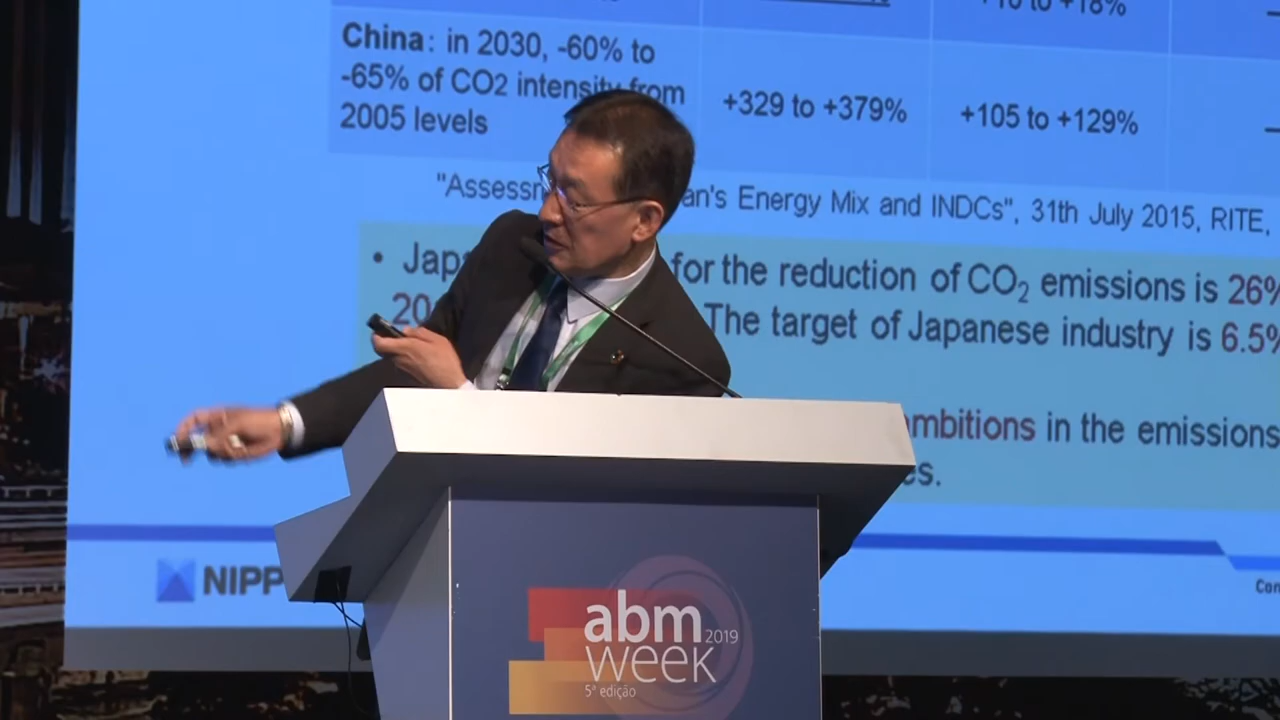 +10 to +18%
China: in 2030, -60% to
-65% of CO2 intensity from
2005 levels
+329 to +379%
+105 to +129%
"Assessm an's Energy Mix and INDCs", 31th July 2015, RITE,
• Jap for the reduction of CO₂ emissions is 26%
20 The target of Japanese industry is 6.5%
ambitions in the emissions
es.
NIPP
Con
abm
2019
week
5ª edição